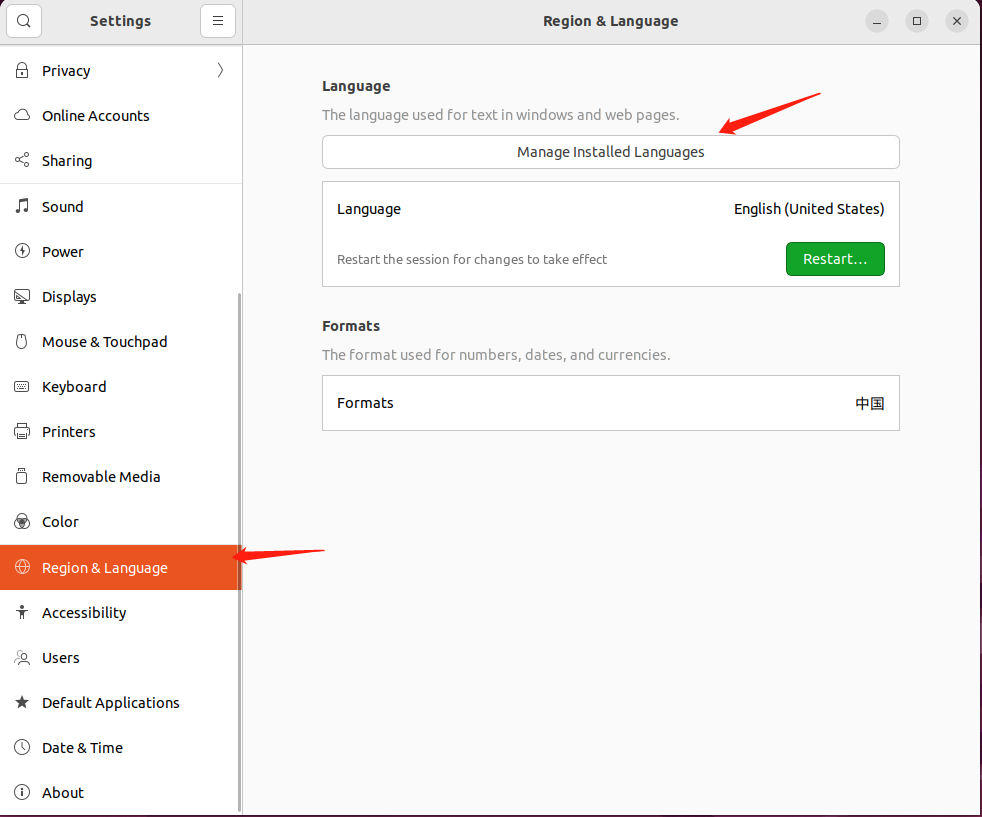 Settings
Region & Language
Privacy
Online Accounts
Sharing
Sound
Power
Displays
Mouse & Touchpad
Keyboard
Printers
Removable Media
Color
Region & Language
Accessibility
Users
Default Applications
Date & Time
About
Language
The language used for text in windows and web pages.
Manage Installed Languages
Language English (United States)
Restart the session for changes to take effect Restart…
Formats
The format used for numbers, dates, and currencies.
Formats 中国